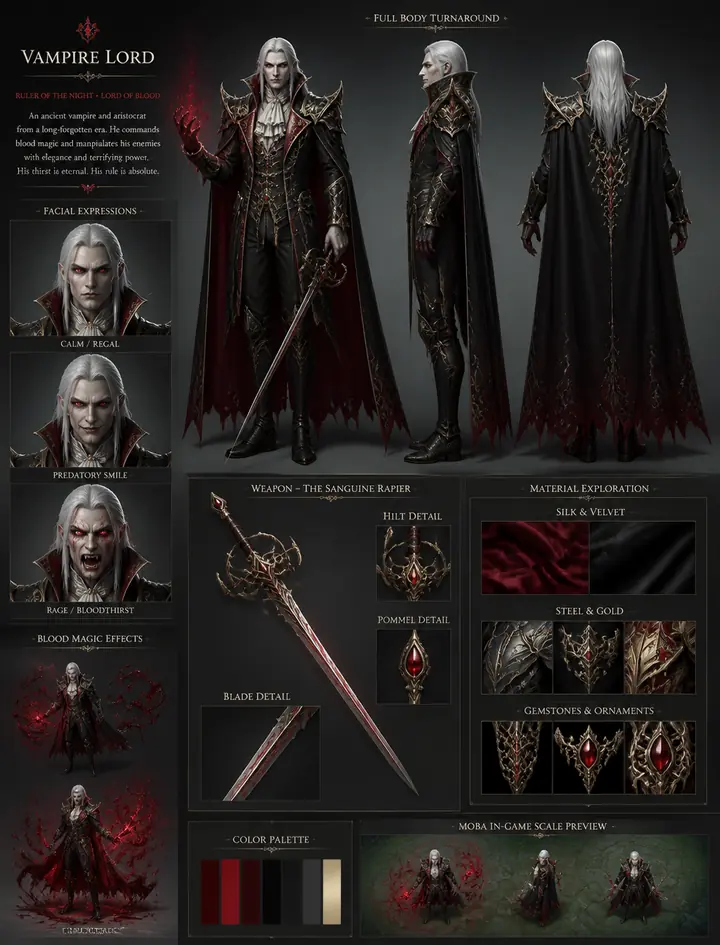 VAMPIRE LORD
RULER OF THE NIGHT • LORD OF BLOOD
An ancient vampire and aristocrat
from a long-forgotten era. He commands
blood magic and manipulates his enemies
with elegance and terrifying power.
His thirst is eternal. His rule is absolute.
FULL BODY TURNAROUND
FACIAL EXPRESSIONS
CALM / REGAL
PREDATORY SMILE
RAGE / BLOODTHIRST
BLOOD MAGIC EFFECTS
WEAPON – THE SANGUINE RAPIER
HILT DETAIL
POMMEL DETAIL
BLADE DETAIL
MATERIAL EXPLORATION
SILK & VELVET
STEEL & GOLD
GEMSTONES & ORNAMENTS
COLOR PALETTE
MOBA IN-GAME SCALE PREVIEW